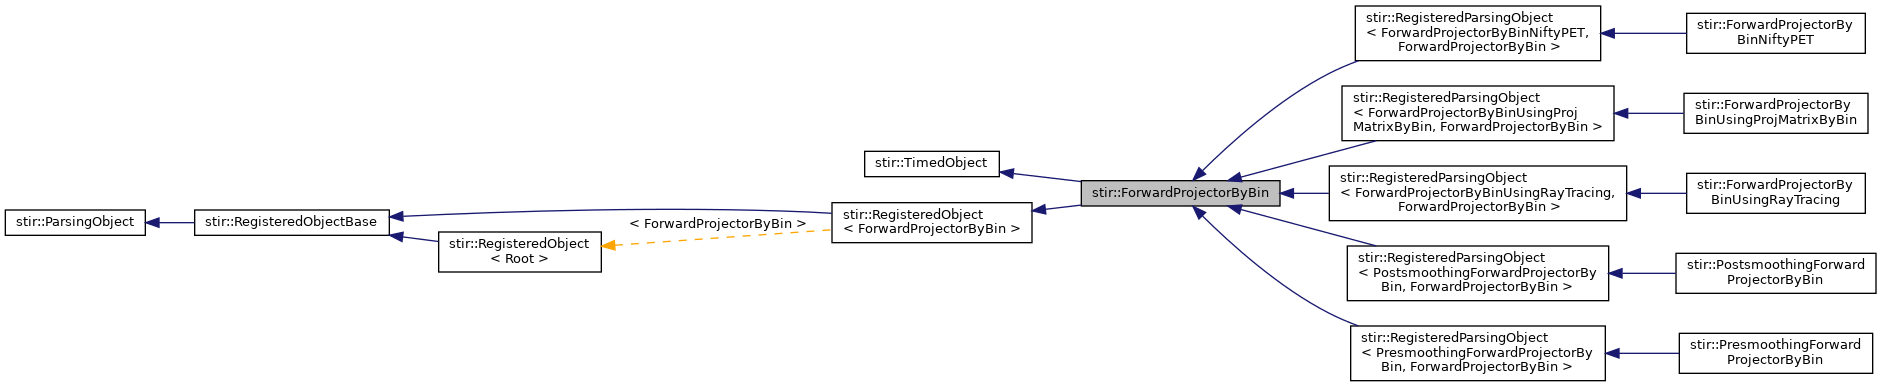 stir::ParsingObject
stir::RegisteredObjectBase
stir::RegisteredObject
< Root >
< ForwardProjectorByBin >
stir::TimedObject
stir::RegisteredObject
< ForwardProjectorByBin >
stir::ForwardProjectorByBin
stir::RegisteredParsingObject
< ForwardProjectorByBinNiftyPET,
ForwardProjectorByBin >
stir::ForwardProjectorBy
BinNiftyPET
stir::RegisteredParsingObject
< ForwardProjectorByBinUsingProj
MatrixByBin, ForwardProjectorByBin >
stir::ForwardProjectorBy
BinUsingProjMatrixByBin
stir::RegisteredParsingObject
< ForwardProjectorByBinUsingRayTracing,
ForwardProjectorByBin >
stir::ForwardProjectorBy
BinUsingRayTracing
stir::RegisteredParsingObject
< PostsmoothingForwardProjectorBy
Bin, ForwardProjectorByBin >
stir::PostsmoothingForward
ProjectorByBin
stir::RegisteredParsingObject
< PresmoothingForwardProjectorBy
Bin, ForwardProjectorByBin >
stir::PresmoothingForward
ProjectorByBin